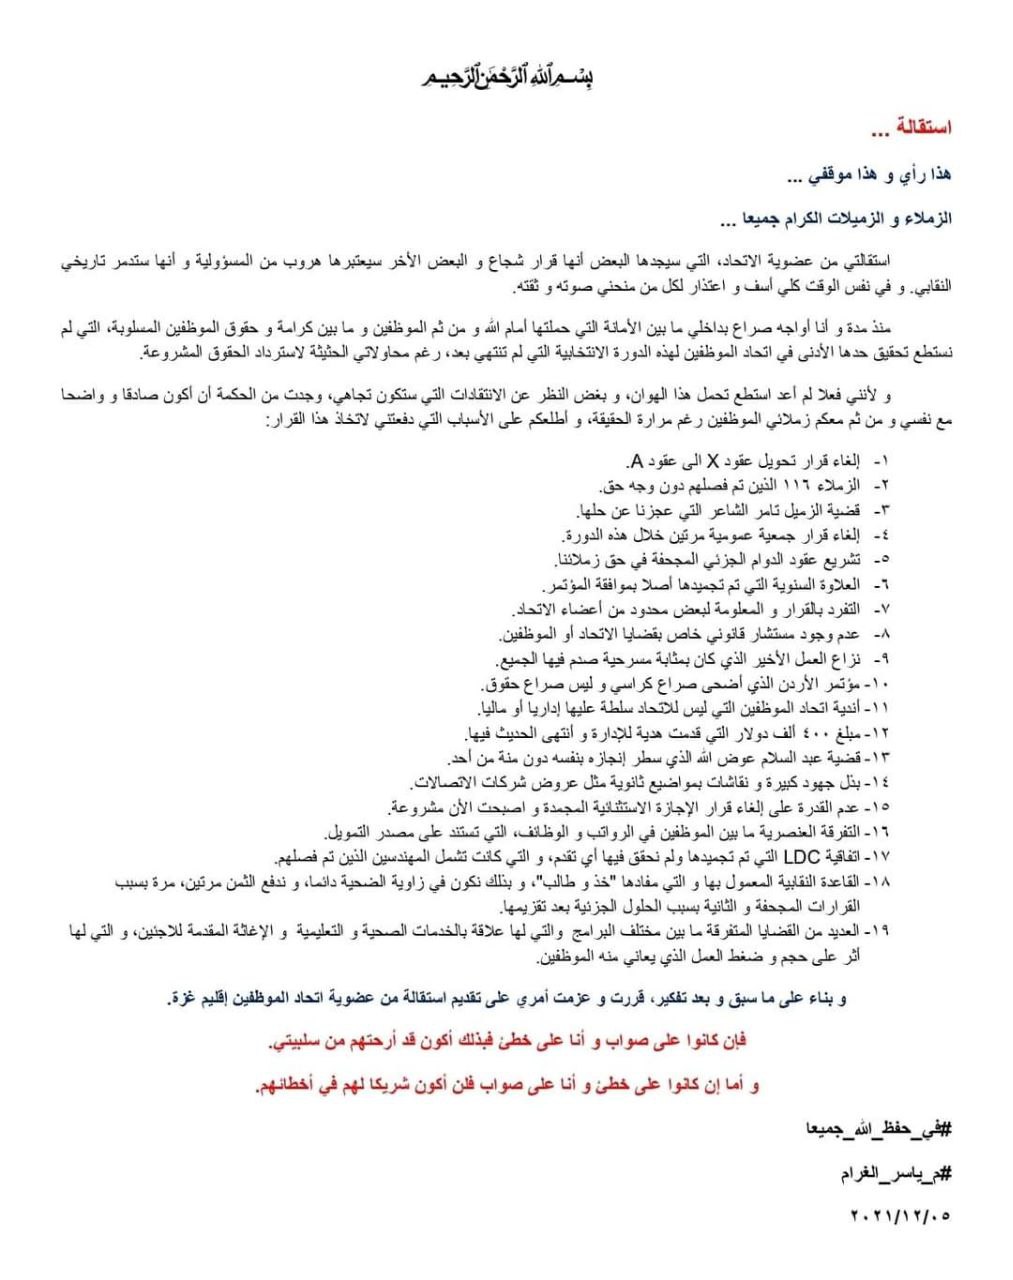 بسم الله الرحمن الرحيم
استقالة ...
هذا رأي و هذا موقفي ...
الزملاء و الزميلات الكرام جميعا ...
استقالتي من عضوية الاتحاد، التي سيجدها البعض أنها قرار شجاع و البعض الأخر سيعتبرها هروب من المسؤولية و أنها ستدمر تاريخي
النقابي. و في نفس الوقت كلي أسف و اعتذار لكل من منحني صوته و ثقته.
منذ مدة و أنا أواجه صراع بداخلي ما بين الأمانة التي حملتها أمام الله و من ثم الموظفين و ما بين كرامة و حقوق الموظفين المسلوبة، التي لم
نستطع تحقيق حدها الأدنى في اتحاد الموظفين لهذه الدورة الانتخابية التي لم تنتهي بعد، رغم محاولاتي الحثيثة لاسترداد الحقوق المشروعة.
و لأنني فعلا لم أعد استطع تحمل هذا الهوان، و بغض النظر عن الانتقادات التي ستكون تجاهي، وجدت من الحكمة أن أكون صادقا و واضحا
مع نفسي و من ثم معكم زملائي الموظفين رغم مرارة الحقيقة، و أطلعكم على الأسباب التي دفعتني لاتخاذ هذا القرار:
١- إلغاء قرار تحويل عقود X الى عقود A.
٢- الزملاء ١١٦ الذين تم فصلهم دون وجه حق.
٣- قضية الزميل تامر الشاعر التي عجزنا عن حلها.
٤- إلغاء قرار جمعية عمومية مرتين خلال هذه الدورة.
٥- تشريع عقود الدوام الجزئي المجحفة في حق زملائنا.
٦- العلاوة السنوية التي تم تجميدها أصلا بموافقة المؤتمر.
٧- التفرد بالقرار و المعلومة لبعض محدود من أعضاء الاتحاد.
٨- عدم وجود مستشار قانوني خاص بقضايا الاتحاد أو الموظفين.
٩- نزاع العمل الأخير الذي كان بمثابة مسرحية صدم فيها الجميع.
١٠- مؤتمر الأردن الذي أضحى صراع كراسي و ليس صراع حقوق.
١١- أندية اتحاد الموظفين التي ليس للاتحاد سلطة عليها إداريا أو ماليا.
١٢- مبلغ ٤٠٠ ألف دولار التي قدمت هدية للإدارة و أنتهى الحديث فيها.
١٣- قضية عبد السلام عوض الله الذي سطر إنجازه بنفسه دون منة من أحد.
١٤- بذل جهود كبيرة و نقاشات بمواضيع ثانوية مثل عروض شركات الاتصالات.
١٥- عدم القدرة على إلغاء قرار الإجازة الاستثنائية المجمدة و اصبحت الأن مشروعة.
١٦- التفرقة العنصرية ما بين الموظفين في الرواتب و الوظائف، التي تستند على مصدر التمويل.
١٧- اتفاقية LDC التي تم تجميدها ولم نحقق فيها أي تقدم، و التي كانت تشمل المهندسين الذين تم فصلهم.
١٨- القاعدة النقابية المعمول بها و التي مفادها "خذ و طالب"، و بذلك نكون في زاوية الضحية دائما، و ندفع الثمن مرتين، مرة بسبب
القرارات المجحفة و الثانية بسبب الحلول الجزئية بعد تقزيمها.
١٩- العديد من القضايا المتفرقة ما بين مختلف البرامج والتي لها علاقة بالخدمات الصحية و التعليمية و الإغاثة المقدمة للاجئين، و التي لها
أثر على حجم و ضغط العمل الذي يعاني منه الموظفين.
و بناء على ما سبق و بعد تفكير، قررت و عزمت أمري على تقديم استقالة من عضوية اتحاد الموظفين إقليم غزة.
فإن كانوا على صواب و أنا على خطئ فبذلك أكون قد أرحتهم من سلبيتي.
و أما إن كانوا على خطئ و أنا على صواب فلن أكون شريكا لهم في أخطائهم.
#في_حفظ_الله_جميعا
#م_ياسر_الغرام
٢٠٢١/١٢/٠٥